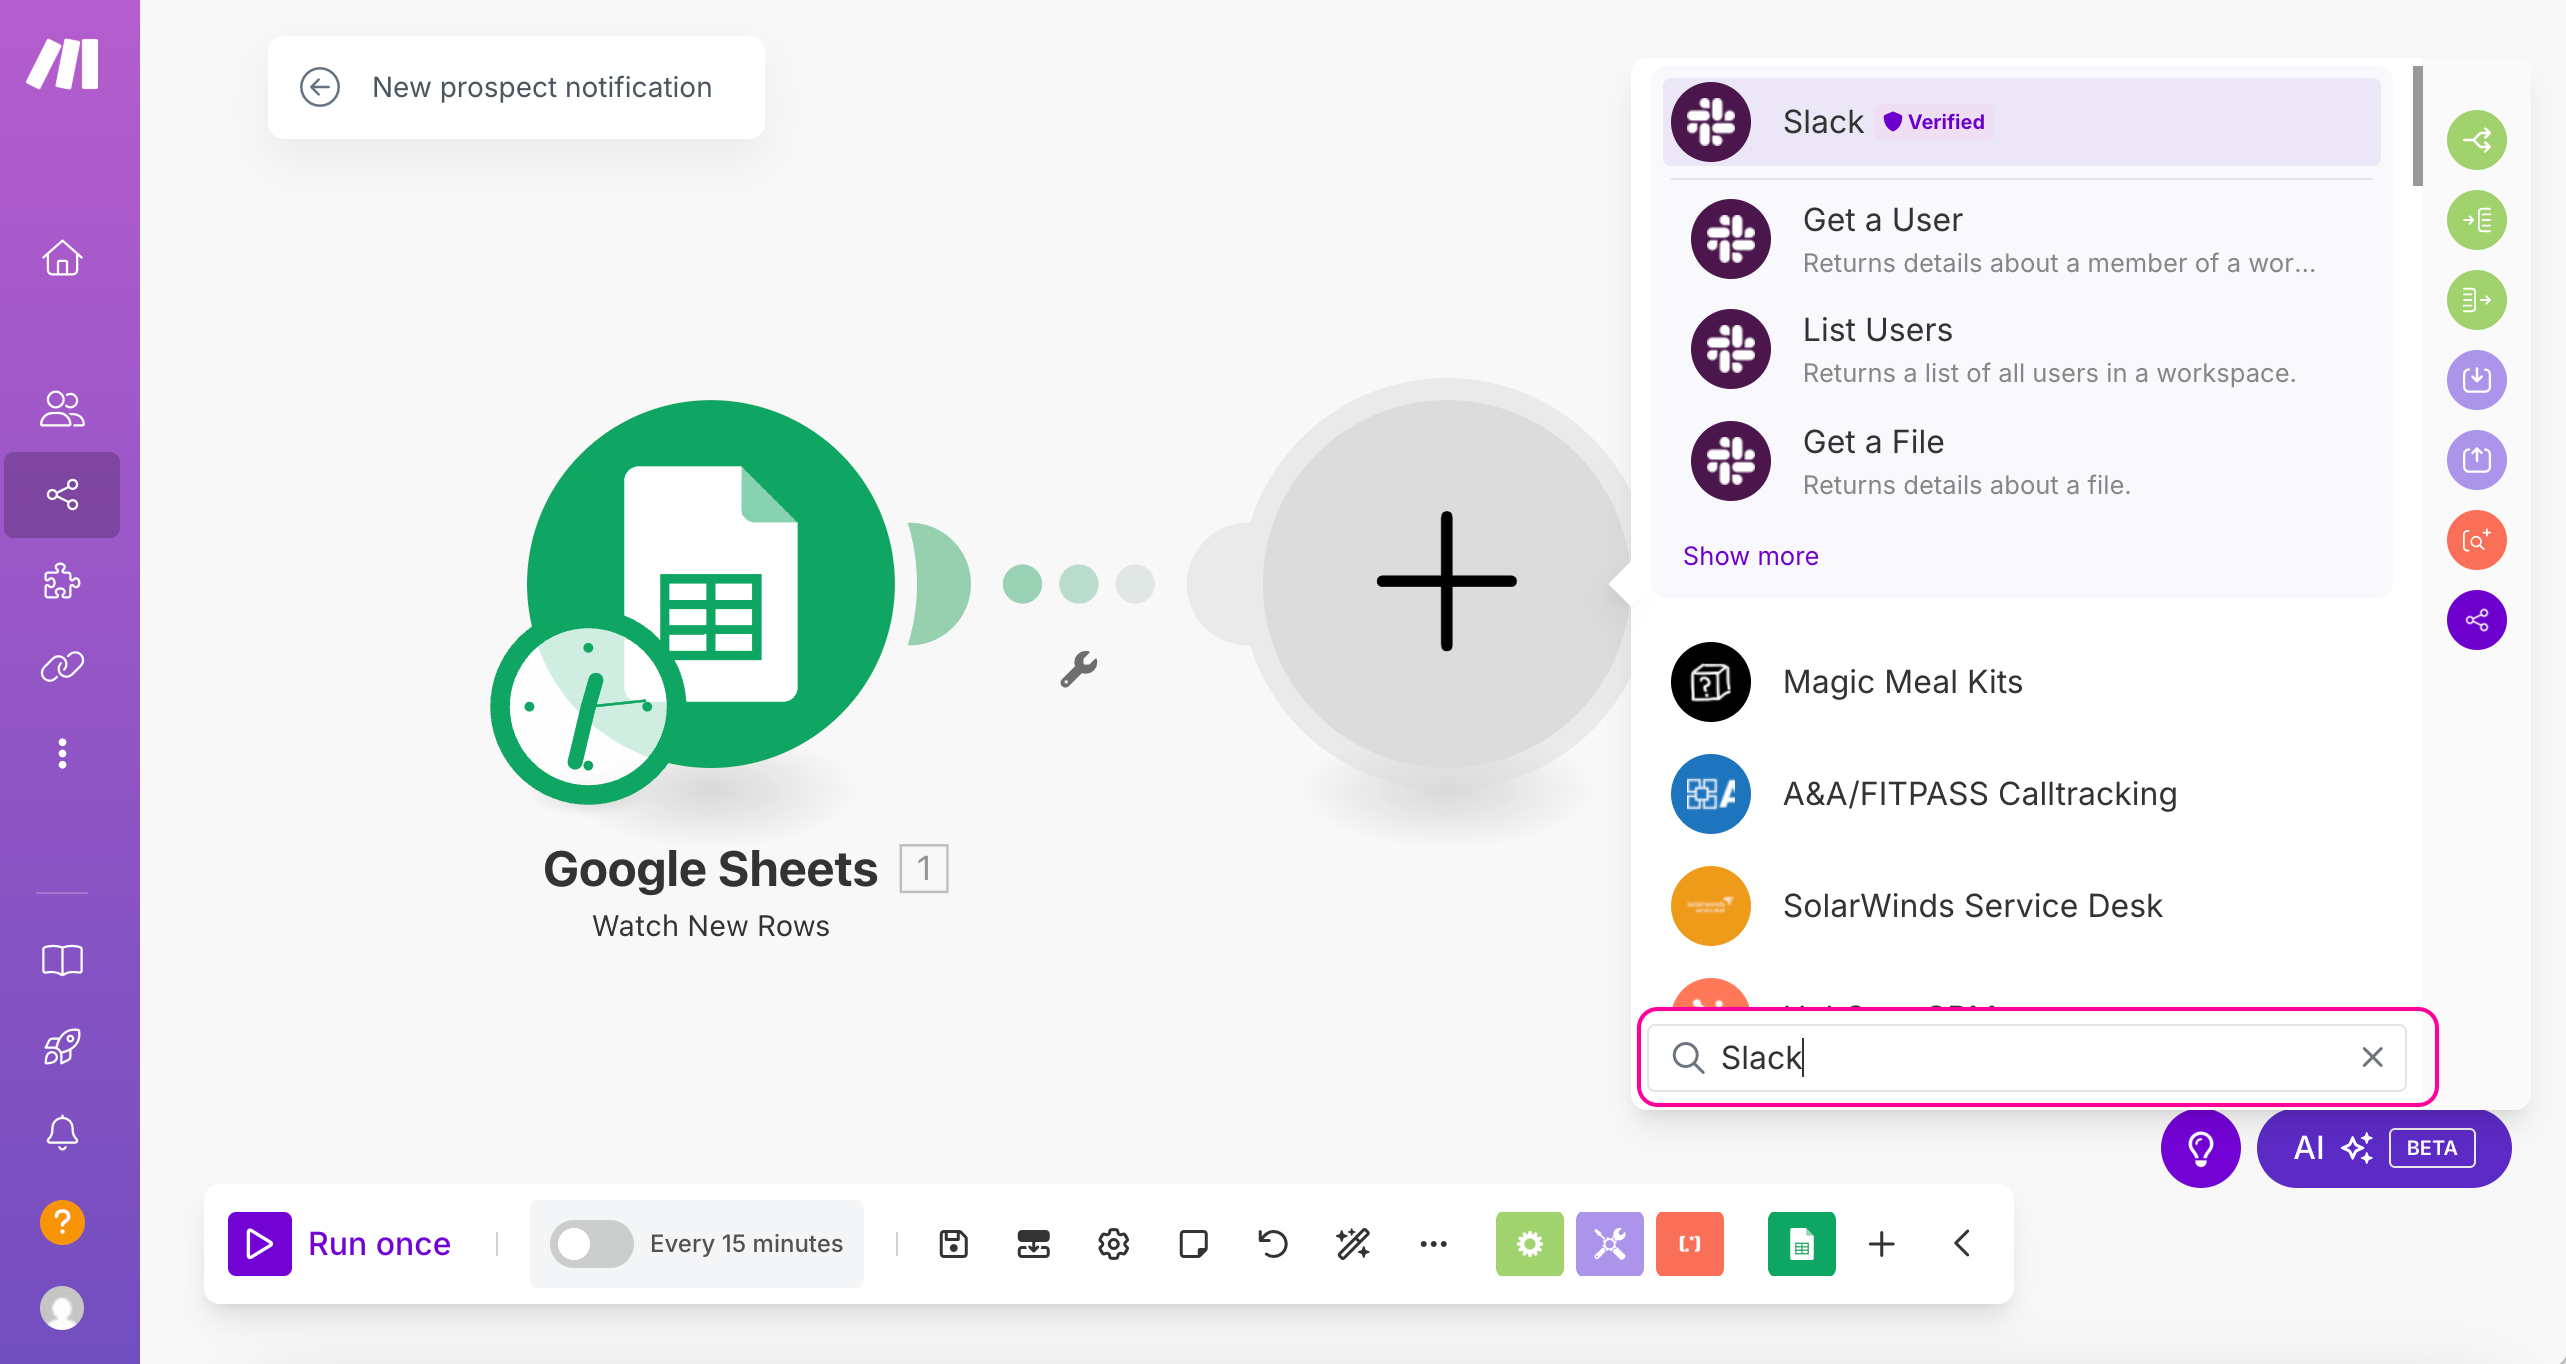 New prospect notification
Slack Verified
Get a User
Returns details about a member of a wor...
List Users
Returns a list of all users in a workspace.
Get a File
Returns details about a file.
Show more
Magic Meal Kits
A&A/FITPASS Calltracking
SolarWinds Service Desk
Slack
Google Sheets 1
Watch New Rows
AI BETA
Run once
Every 15 minutes